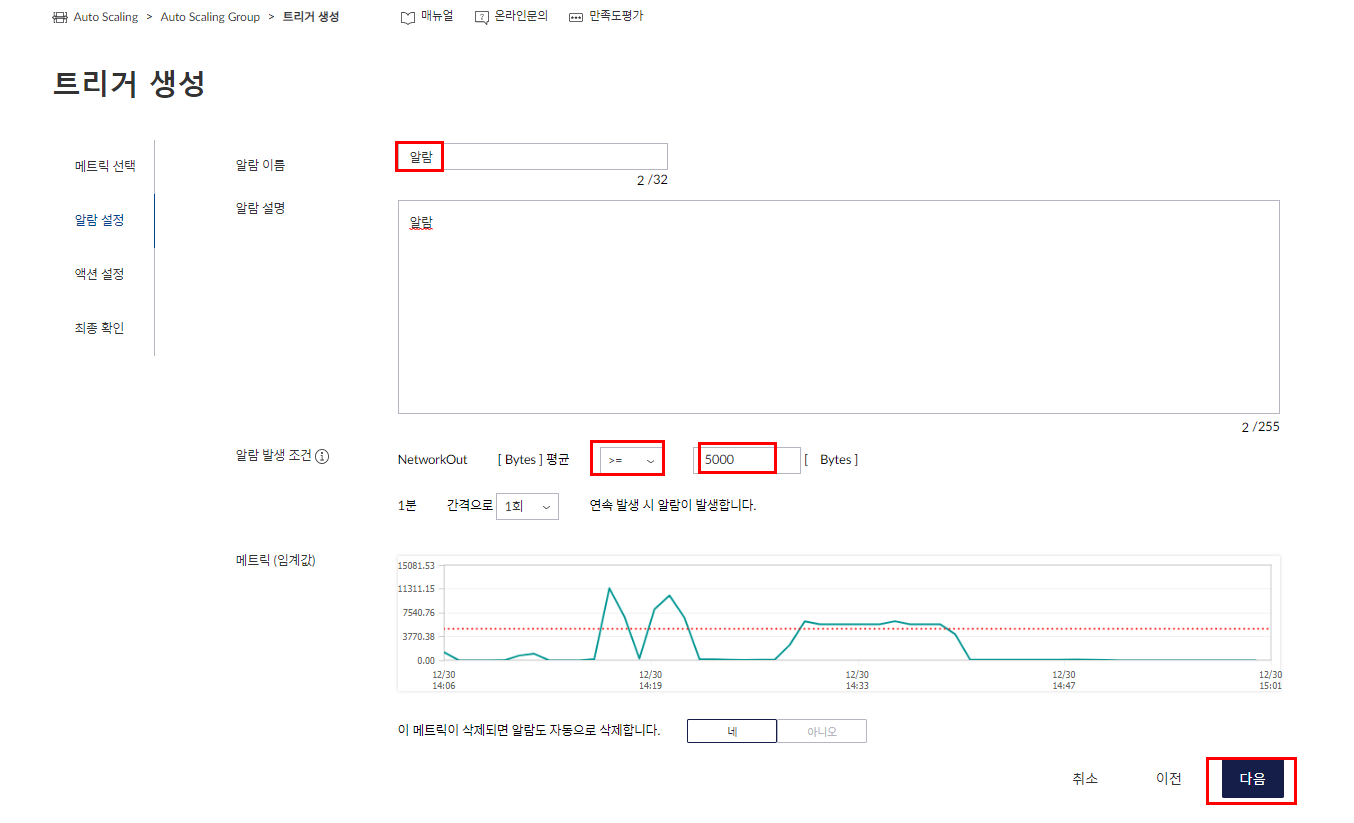 Auto Scaling > Auto Scaling Group > 트리거 생성 매뉴얼 온라인문의 만족도평가
트리거 생성
메트릭 선택
알람 설정
액션 설정
최종 확인
알람 이름 알람
2 /32
알람 설명 알람
2 /255
알람 발생 조건 NetworkOut [ Bytes ] 평균 >= 5000 [ Bytes ]
1분 간격으로 1회 연속 발생 시 알람이 발생합니다.
메트릭 (임계값)
15081.53
11311.15
7540.76
3770.38
0.00
12/30 12/30 12/30 12/30 12/30
14:06 14:19 14:33 14:47 15:01
이 메트릭이 삭제되면 알람도 자동으로 삭제합니다. 네 아니오
취소 이전 다음